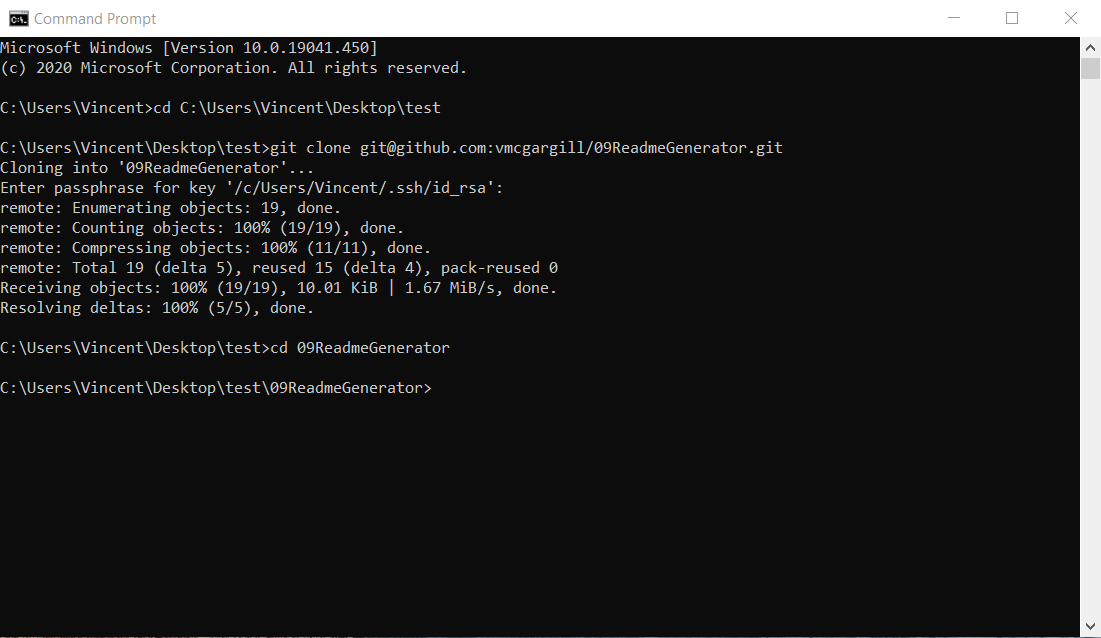 Command Prompt
Microsoft Windows [Version 10.0.19041.450]
(c) 2020 Microsoft Corporation. All rights reserved.
C:\Users\Vincent>cd C:\Users\Vincent\Desktop\test
C:\Users\Vincent\Desktop\test>git clone git@github.com:vmcgargill/09ReadmeGenerator.git
Cloning into '09ReadmeGenerator'...
Enter passphrase for key '/c/Users/Vincent/.ssh/id_rsa':
remote: Enumerating objects: 19, done.
remote: Counting objects: 100% (19/19), done.
remote: Compressing objects: 100% (11/11), done.
remote: Total 19 (delta 5), reused 15 (delta 4), pack-reused 0
Receiving objects: 100% (19/19), 10.01 KiB | 1.67 MiB/s, done.
Resolving deltas: 100% (5/5), done.
C:\Users\Vincent\Desktop\test>cd 09ReadmeGenerator
C:\Users\Vincent\Desktop\test\09ReadmeGenerator>